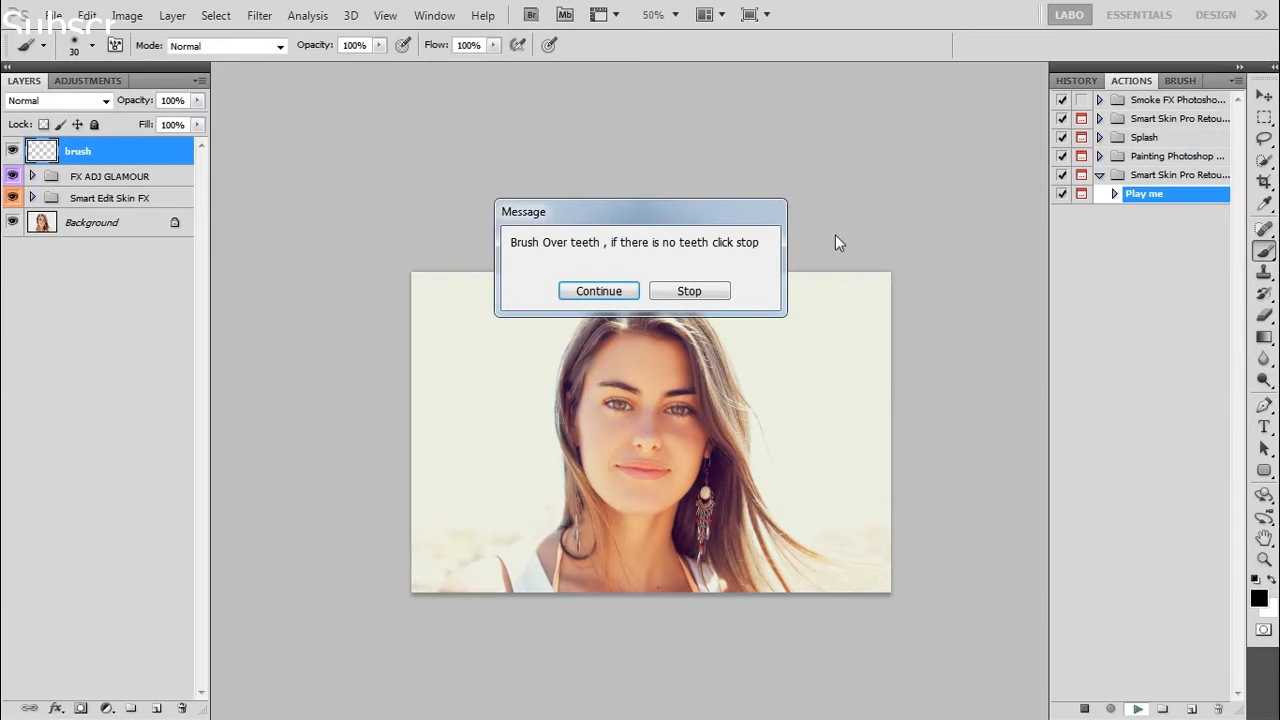 Subscr
File Edit Image Layer Select Filter Analysis 3D View Window Help Br Mb 50% LABO ESSENTIALS DESIGN
30 Mode: Normal Opacity: 100% Flow: 100%
LAYERS ADJUSTMENTS
Normal Opacity: 100%
Lock: Fill: 100%
brush
FX ADJ GLAMOUR
Smart Edit Skin FX
Background
Message
Brush Over teeth , if there is no teeth click stop
Continue Stop
HISTORY ACTIONS BRUSH
Smoke FX Photosho...
Smart Skin Pro Retou...
Splash
Painting Photoshop ...
Smart Skin Pro Retou...
Play me